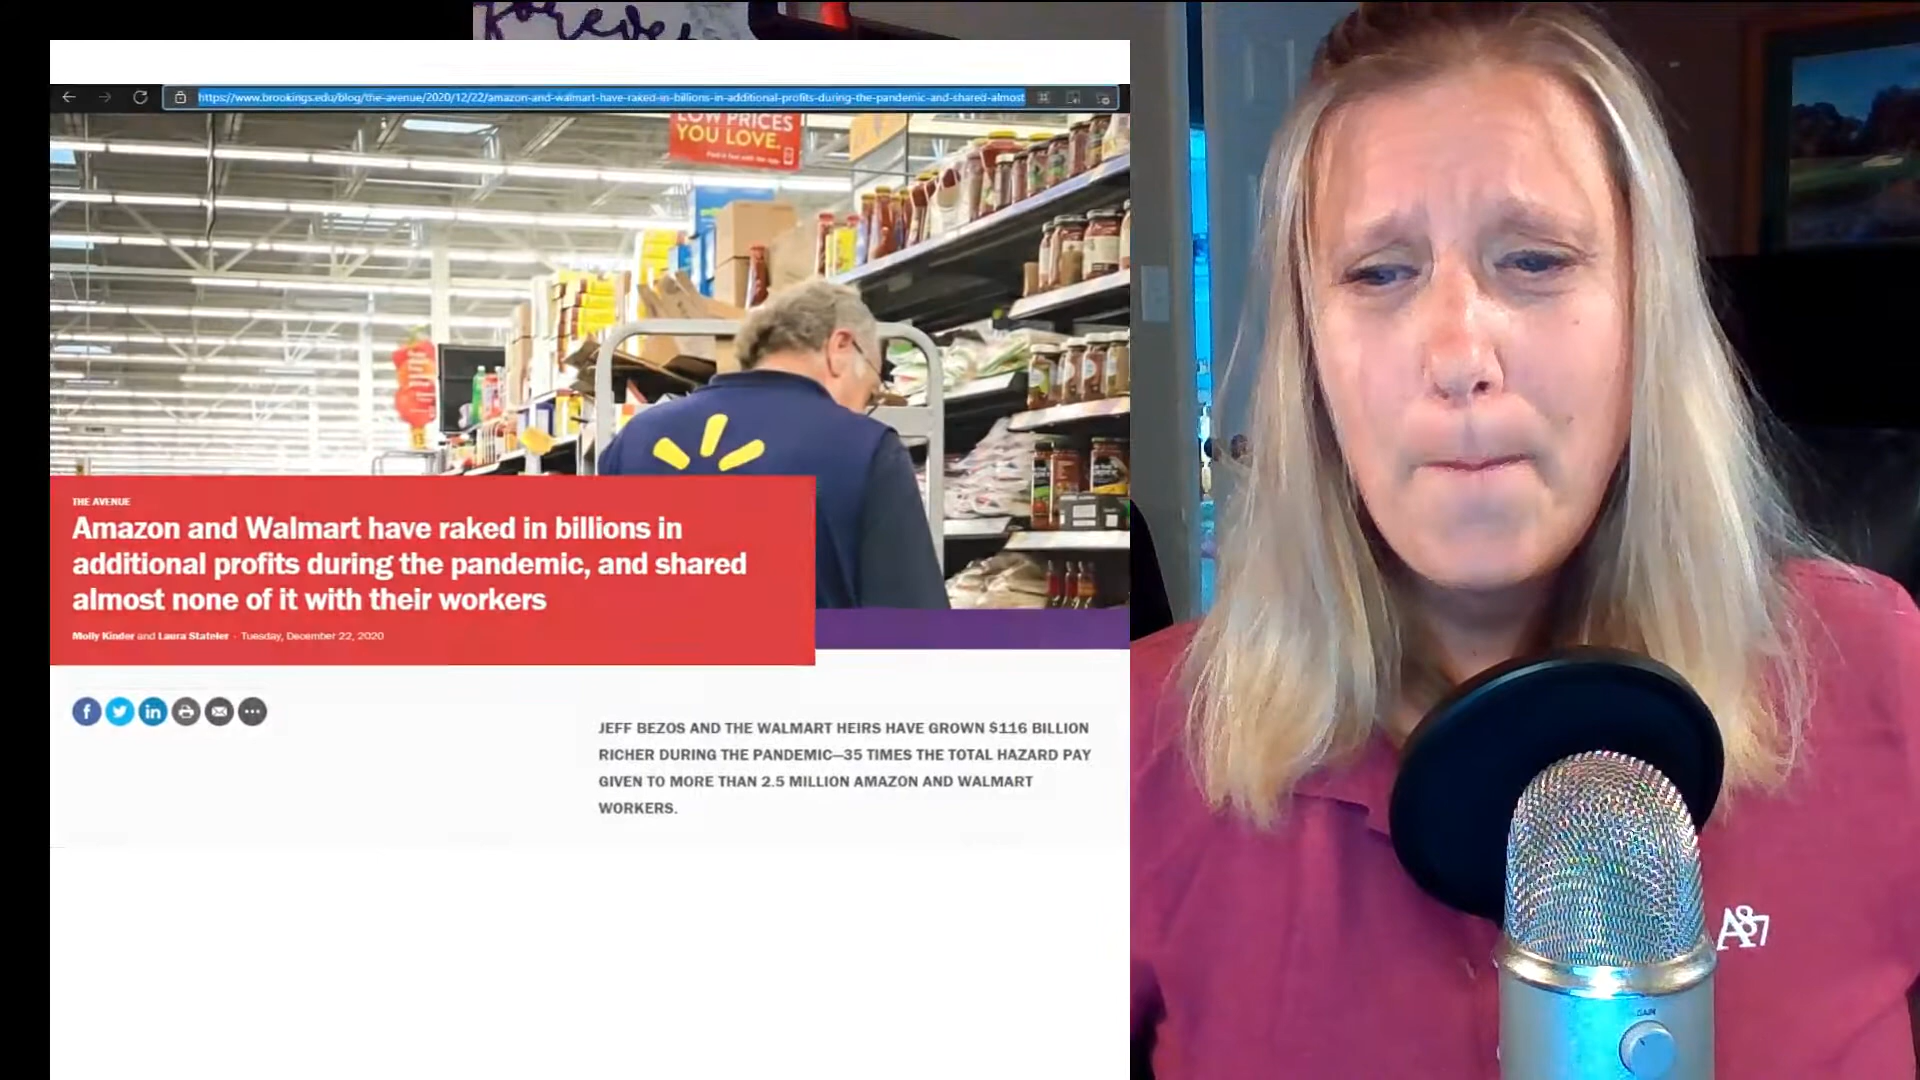 forever
https://www.brookings.edu/blog/the-avenue/2020/12/22/amazon-and-walmart-have-raked-in-billions-in-additional-profits-during-the-pandemic-and-shared-almost
LOW PRICES
YOU LOVE.
THE AVENUE
Amazon and Walmart have raked in billions in
additional profits during the pandemic, and shared
almost none of it with their workers
Molly Kinder and Laura Stateler · Tuesday, December 22, 2020
f
in
JEFF BEZOS AND THE WALMART HEIRS HAVE GROWN $116 BILLION
RICHER DURING THE PANDEMIC—35 TIMES THE TOTAL HAZARD PAY
GIVEN TO MORE THAN 2.5 MILLION AMAZON AND WALMART
WORKERS.
A87
GAIN